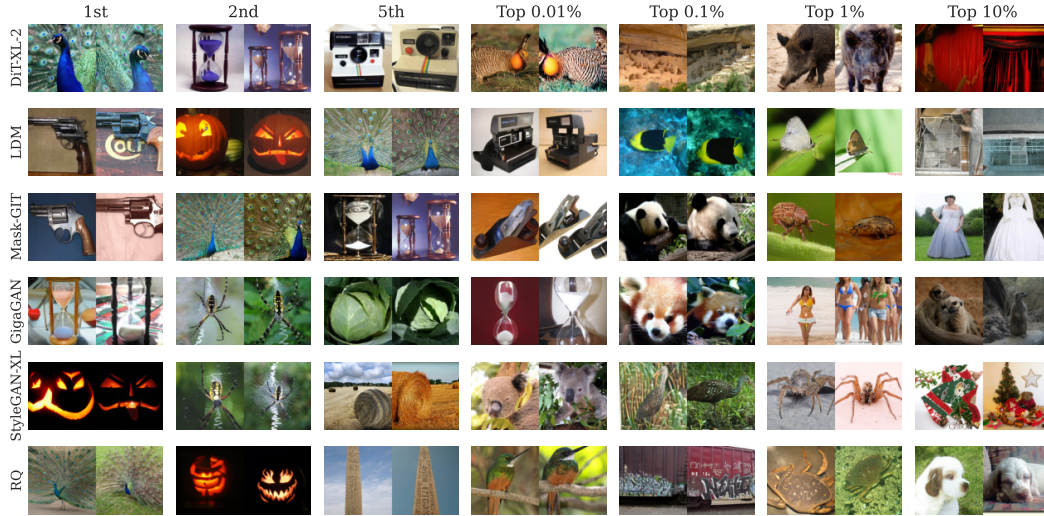 1st 2nd 5th Top 0.01% Top 0.1% Top 1% Top 10%
DiT-XL-2
LDM
COLT
Mask-GIT
GigaGAN
StyleGAN-XL
RQ